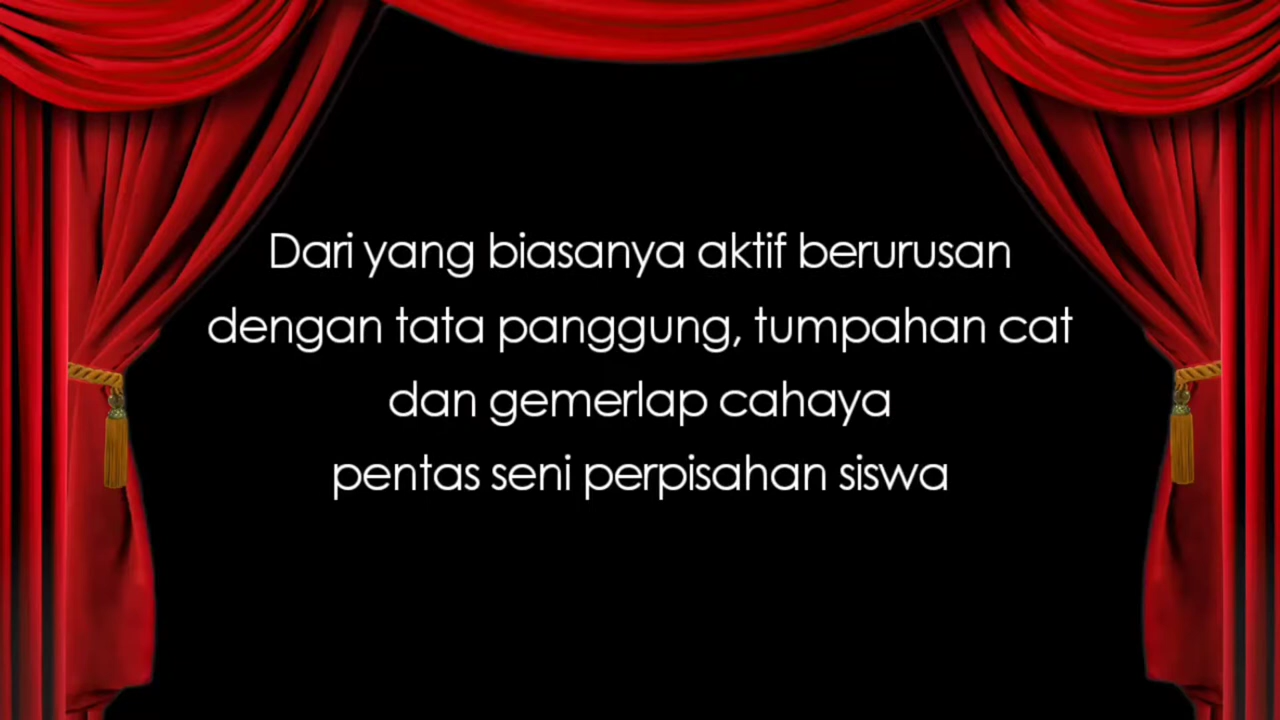 Dari yang biasanya aktif berurusan
dengan tata panggung, tumpahan cat
dan gemerlap cahaya
pentas seni perpisahan siswa